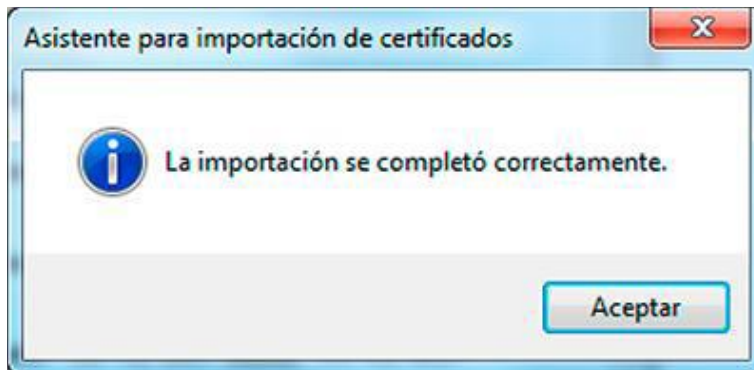 Asistente para importación de certificados
La importación se completó correctamente.
Aceptar